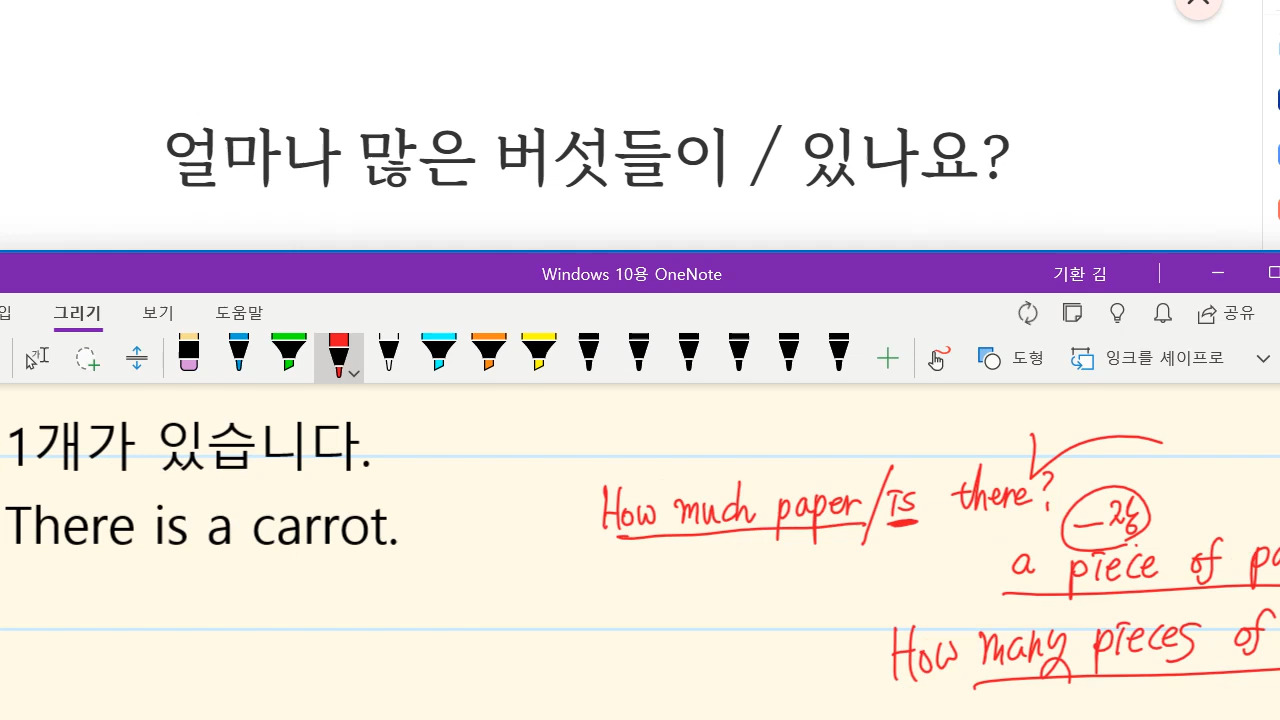 얼마나 많은 버섯들이 / 있나요?
Windows 10용 OneNote
기환 김
입 그리기 보기 도움말
공유
도형
잉크를 셰이프로
1개가 있습니다.
There is a carrot.
How much paper / is there?
a piece of
How many pieces of